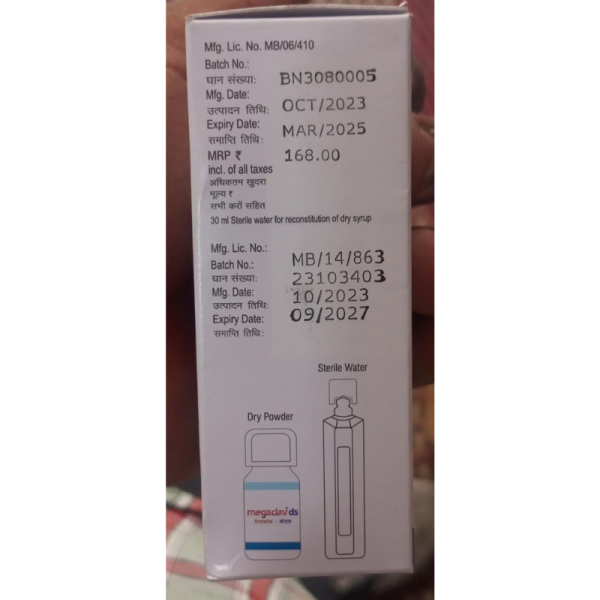 Mfg. Lic. No. MB/06/410
Batch No.:
घान संख्या: BN3080005
Mfg. Date:
उत्पादन तिथि: OCT/2023
Expiry Date: MAR/2025
समाप्ति तिथि:
MRP ₹ 168.00
incl. of all taxes
अधिकतम खुदरा
मूल्य ₹
सभी करों सहित
30 ml Sterile water for reconstitution of dry syrup
Mfg. Lic. No.: MB/14/863
Batch No.:
घान संख्या: 23103403
Mfg. Date: 10/2023
उत्पादन तिथि:
Expiry Date: 09/2027
समाप्ति तिथि:
Sterile Water
Dry Powder
megaclav ds
मेगाक्लैव - डीएस